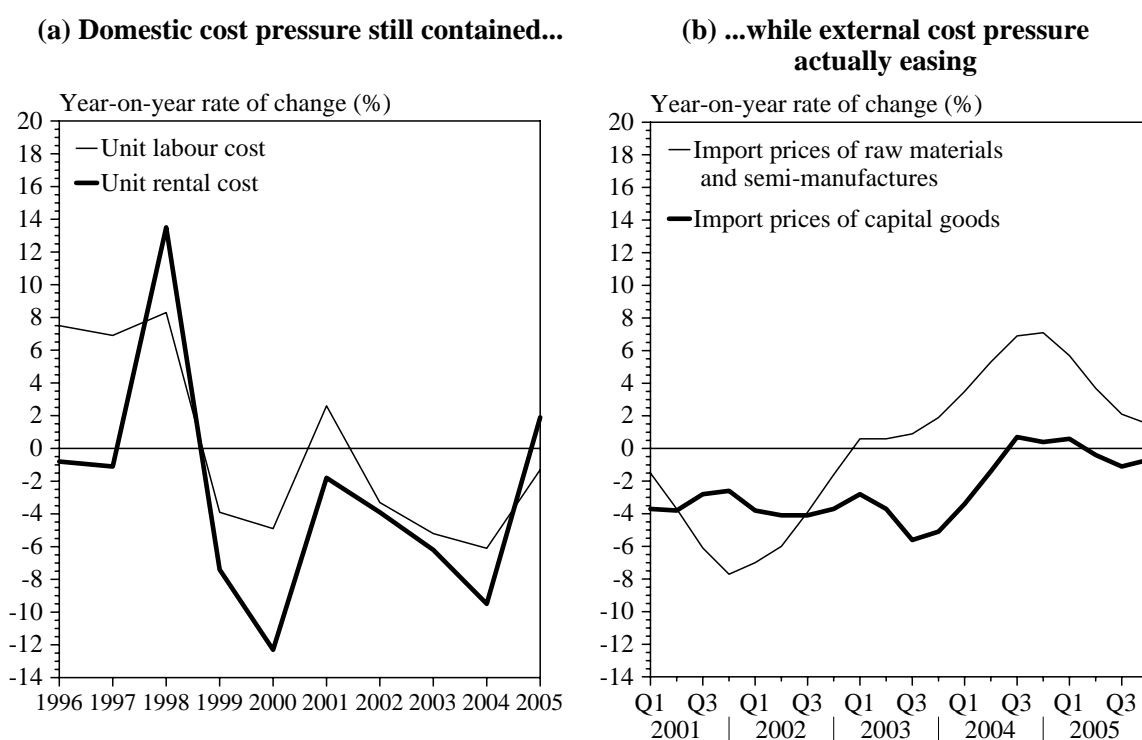 (a) Domestic cost pressure still contained...
Year-on-year rate of change (%)
20
18
16
14
12
10
8
6
4
2
0
-2
-4
-6
-8
-10
-12
-14
Unit labour cost
Unit rental cost
1996 1997 1998 1999 2000 2001 2002 2003 2004 2005
(b) ...while external cost pressure
actually easing
Year-on-year rate of change (%)
20
18
16
14
12
10
8
6
4
2
0
-2
-4
-6
-8
-10
-12
-14
Import prices of raw materials
and semi-manufactures
Import prices of capital goods
Q1 Q3 Q1 Q3 Q1 Q3 Q1 Q3 Q1 Q3
2001 2002 2003 2004 2005